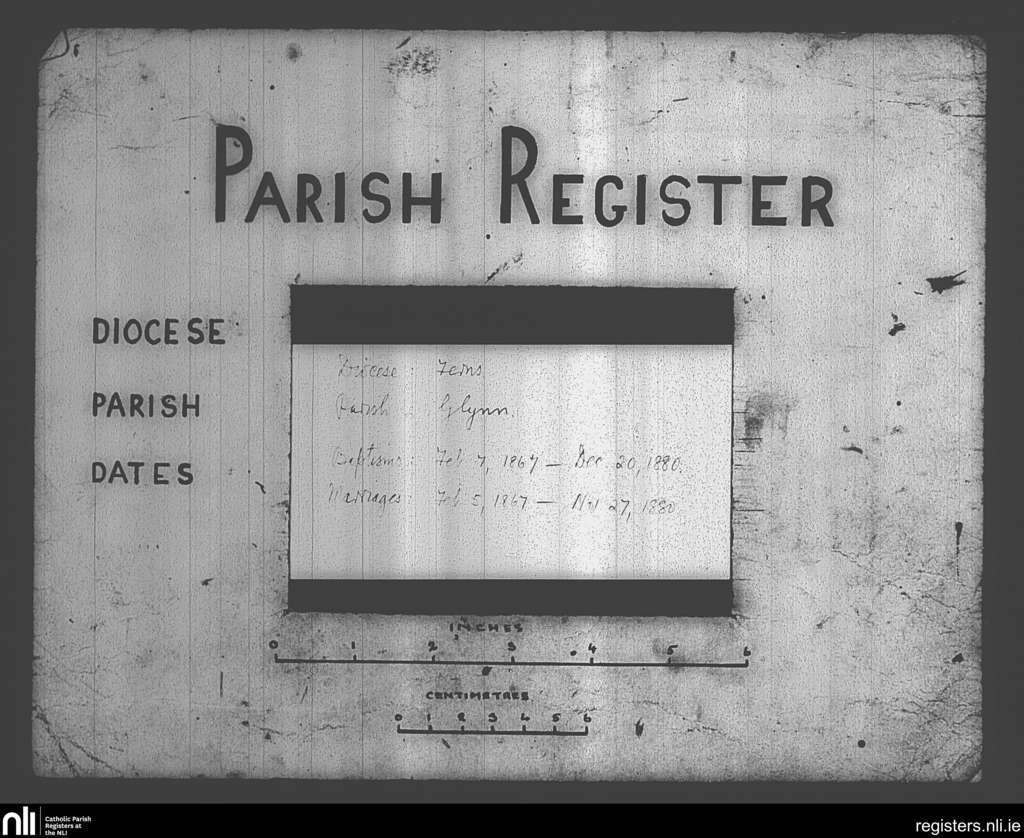 PARISH REGISTER
DIOCESE
PARISH
DATES
Diocese : Ferns
Parish : Glynn.
Baptisms : Feb 7, 1867 – Dec 20, 1880.
Marriages : Feb 5, 1867 – Nov 27, 1880
INCHES
0 1 2 3 4 5 6
CENTIMETRES
0 1 2 3 4 5 6
nli
Catholic Parish
Registers at
the NLI
registers.nli.ie